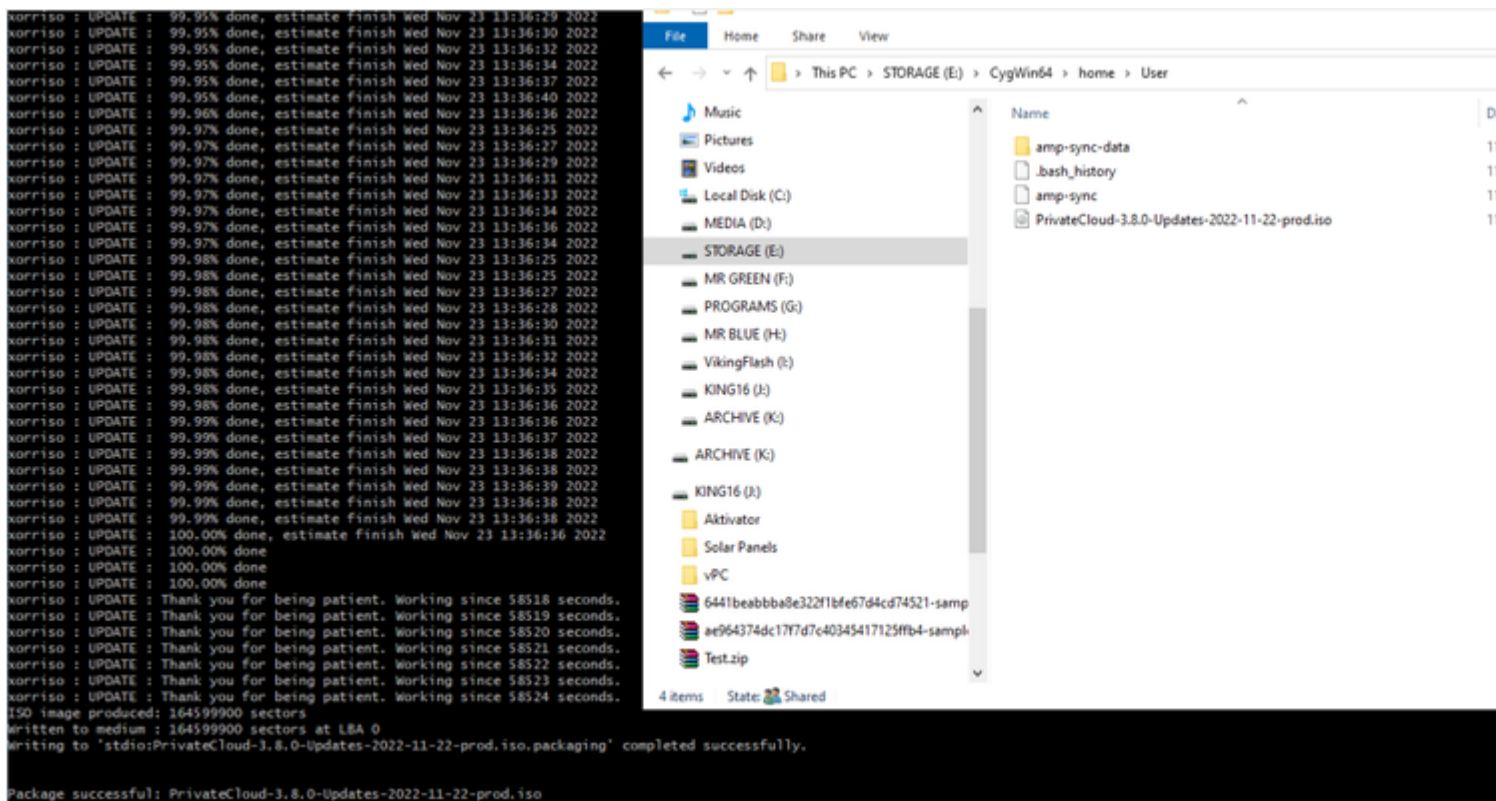 xorriso : UPDATE :  99.95% done, estimate finish Wed Nov 23 13:36:29 2022
xorriso : UPDATE :  99.95% done, estimate finish Wed Nov 23 13:36:30 2022
xorriso : UPDATE :  99.95% done, estimate finish Wed Nov 23 13:36:32 2022
xorriso : UPDATE :  99.95% done, estimate finish Wed Nov 23 13:36:34 2022
xorriso : UPDATE :  99.95% done, estimate finish Wed Nov 23 13:36:37 2022
xorriso : UPDATE :  99.95% done, estimate finish Wed Nov 23 13:36:40 2022
xorriso : UPDATE :  99.96% done, estimate finish Wed Nov 23 13:36:36 2022
xorriso : UPDATE :  99.97% done, estimate finish Wed Nov 23 13:36:25 2022
xorriso : UPDATE :  99.97% done, estimate finish Wed Nov 23 13:36:27 2022
xorriso : UPDATE :  99.97% done, estimate finish Wed Nov 23 13:36:29 2022
xorriso : UPDATE :  99.97% done, estimate finish Wed Nov 23 13:36:31 2022
xorriso : UPDATE :  99.97% done, estimate finish Wed Nov 23 13:36:33 2022
xorriso : UPDATE :  99.97% done, estimate finish Wed Nov 23 13:36:34 2022
xorriso : UPDATE :  99.97% done, estimate finish Wed Nov 23 13:36:36 2022
xorriso : UPDATE :  99.97% done, estimate finish Wed Nov 23 13:36:34 2022
xorriso : UPDATE :  99.98% done, estimate finish Wed Nov 23 13:36:25 2022
xorriso : UPDATE :  99.98% done, estimate finish Wed Nov 23 13:36:25 2022
xorriso : UPDATE :  99.98% done, estimate finish Wed Nov 23 13:36:27 2022
xorriso : UPDATE :  99.98% done, estimate finish Wed Nov 23 13:36:28 2022
xorriso : UPDATE :  99.98% done, estimate finish Wed Nov 23 13:36:30 2022
xorriso : UPDATE :  99.98% done, estimate finish Wed Nov 23 13:36:31 2022
xorriso : UPDATE :  99.98% done, estimate finish Wed Nov 23 13:36:32 2022
xorriso : UPDATE :  99.98% done, estimate finish Wed Nov 23 13:36:34 2022
xorriso : UPDATE :  99.98% done, estimate finish Wed Nov 23 13:36:35 2022
xorriso : UPDATE :  99.98% done, estimate finish Wed Nov 23 13:36:36 2022
xorriso : UPDATE :  99.99% done, estimate finish Wed Nov 23 13:36:36 2022
xorriso : UPDATE :  99.99% done, estimate finish Wed Nov 23 13:36:37 2022
xorriso : UPDATE :  99.99% done, estimate finish Wed Nov 23 13:36:38 2022
xorriso : UPDATE :  99.99% done, estimate finish Wed Nov 23 13:36:38 2022
xorriso : UPDATE :  99.99% done, estimate finish Wed Nov 23 13:36:39 2022
xorriso : UPDATE :  99.99% done, estimate finish Wed Nov 23 13:36:38 2022
xorriso : UPDATE :  99.99% done, estimate finish Wed Nov 23 13:36:38 2022
xorriso : UPDATE :  100.00% done, estimate finish Wed Nov 23 13:36:36 2022
xorriso : UPDATE :  100.00% done
xorriso : UPDATE :  100.00% done
xorriso : UPDATE :  100.00% done
xorriso : UPDATE : Thank you for being patient. Working since 58518 seconds.
xorriso : UPDATE : Thank you for being patient. Working since 58519 seconds.
xorriso : UPDATE : Thank you for being patient. Working since 58520 seconds.
xorriso : UPDATE : Thank you for being patient. Working since 58521 seconds.
xorriso : UPDATE : Thank you for being patient. Working since 58522 seconds.
xorriso : UPDATE : Thank you for being patient. Working since 58523 seconds.
xorriso : UPDATE : Thank you for being patient. Working since 58524 seconds.
ISO image produced: 164599900 sectors
Written to medium : 164599900 sectors at LBA 0
Writing to 'stdio:PrivateCloud-3.8.0-Updates-2022-11-22-prod.iso.packaging' completed successfully.
Package successful: PrivateCloud-3.8.0-Updates-2022-11-22-prod.iso
File Home Share View
This PC > STORAGE (E:) > CygWin64 > home > User
Music
Pictures
Videos
Local Disk (C:)
MEDIA (D:)
STORAGE (E:)
MR GREEN (F:)
PROGRAMS (G:)
MR BLUE (H:)
VikingFlash (I:)
KING16 (J:)
ARCHIVE (K:)
ARCHIVE (K:)
KING16 (J:)
Aktivator
Solar Panels
vPC
6441beabbba8e322f1bfe67d4cd74521-samp
ae964374dc17f7d7c40345417125ffb4-sampl
Test.zip
Name D
amp-sync-data 11
.bash_history 11
amp-sync 11
PrivateCloud-3.8.0-Updates-2022-11-22-prod.iso 11
4 items State: Shared